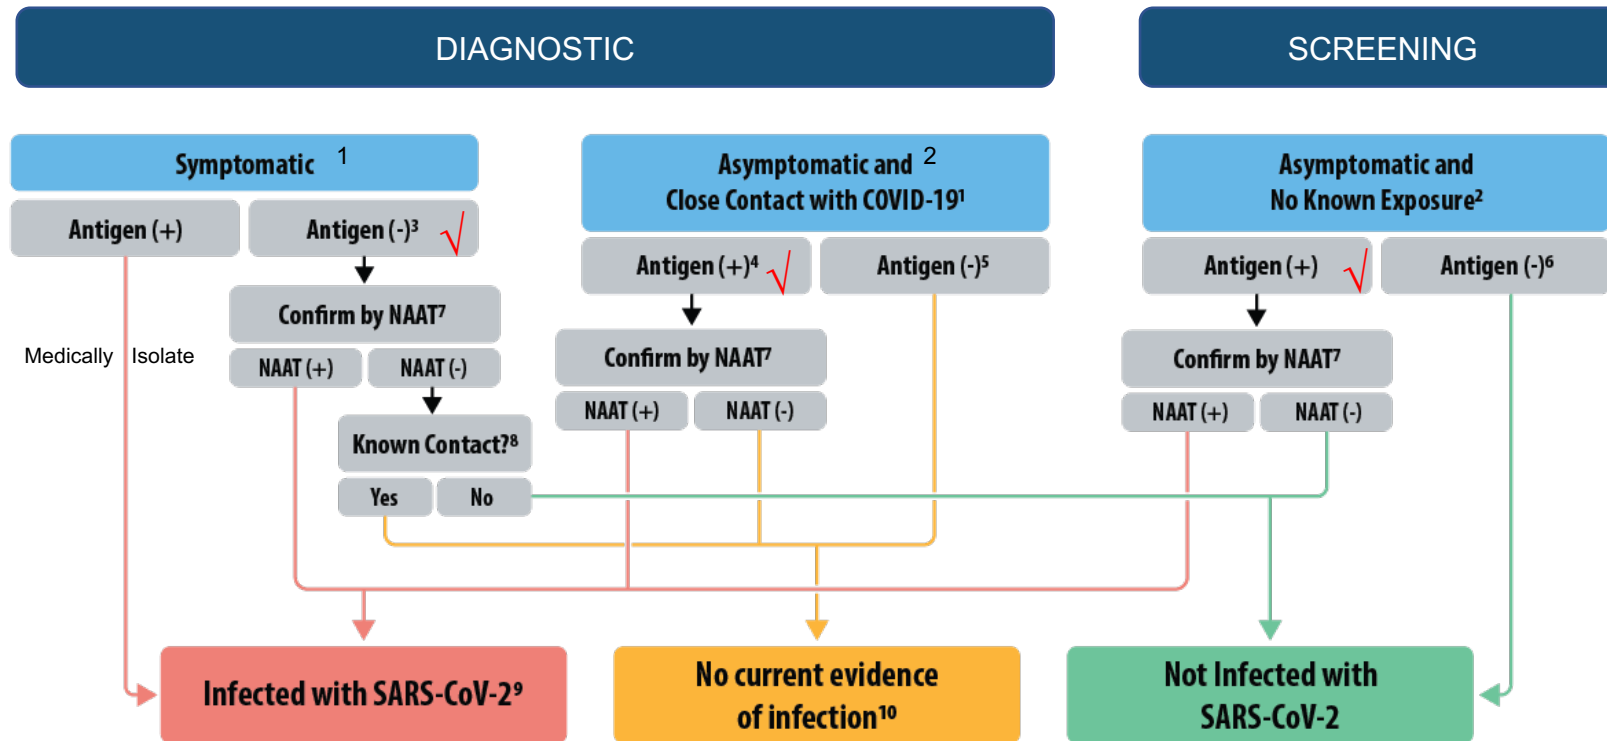 DIAGNOSTIC
SCREENING
Symptomatic 1
Asymptomatic and 2
Close Contact with COVID-19¹
Asymptomatic and
No Known Exposure²
Antigen (+)
Antigen (-)³ √
Antigen (+)⁴ √
Antigen (-)⁵
Antigen (+) √
Antigen (-)⁶
Confirm by NAAT⁷
Confirm by NAAT⁷
Confirm by NAAT⁷
Medically Isolate
NAAT (+)
NAAT (-)
NAAT (+)
NAAT (-)
NAAT (+)
NAAT (-)
Known Contact?⁸
Yes
No
Infected with SARS-CoV-2⁹
No current evidence
of infection¹⁰
Not Infected with
SARS-CoV-2